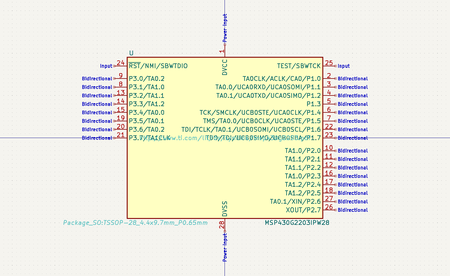 Power Input
1
DVCC
U
24 RST/NMI/SBWTDIO
TEST/SBWTCK 25
Input
Input
9 P3.0/TA0.2
8 P3.1/TA1.0
12 P3.2/TA1.1
13 P3.3/TA1.2
14 P3.4/TA0.0
15 P3.5/TA0.1
20 P3.6/TA0.2
21 P3.7/TA1CLK
Bidirectional
Bidirectional
Bidirectional
Bidirectional
Bidirectional
Bidirectional
Bidirectional
Bidirectional
TA0CLK/ACLK/CA0/P1.0 2
TA0.0/UCA0RXD/UCA0SOMI/P1.1 3
TA0.1/UCA0TXD/UCA0SIMO/P1.2 4
P1.3 5
TCK/SMCLK/UCB0STE/UCA0CLK/P1.4 6
TMS/TA0.0/UCB0CLK/UCA0STE/P1.5 7
TDI/TCLK/TA0.1/UCB0SOMI/UCB0SCL/P1.6 22
P1.7 23
Bidirectional
Bidirectional
Bidirectional
Bidirectional
Bidirectional
Bidirectional
Bidirectional
Bidirectional
TA1.0/P2.0 10
TA1.1/P2.1 11
TA1.1/P2.2 12
TA1.0/P2.3 16
TA1.2/P2.4 17
TA1.2/P2.5 18
TA0.1/XIN/P2.6 27
XOUT/P2.7 26
Bidirectional
Bidirectional
Bidirectional
Bidirectional
Bidirectional
Bidirectional
Bidirectional
Bidirectional
DVSS
28
Package_SO:TSSOP-28_4.4x9.7mm_P0.65mm
MSP430G2203IPW28
Power Input